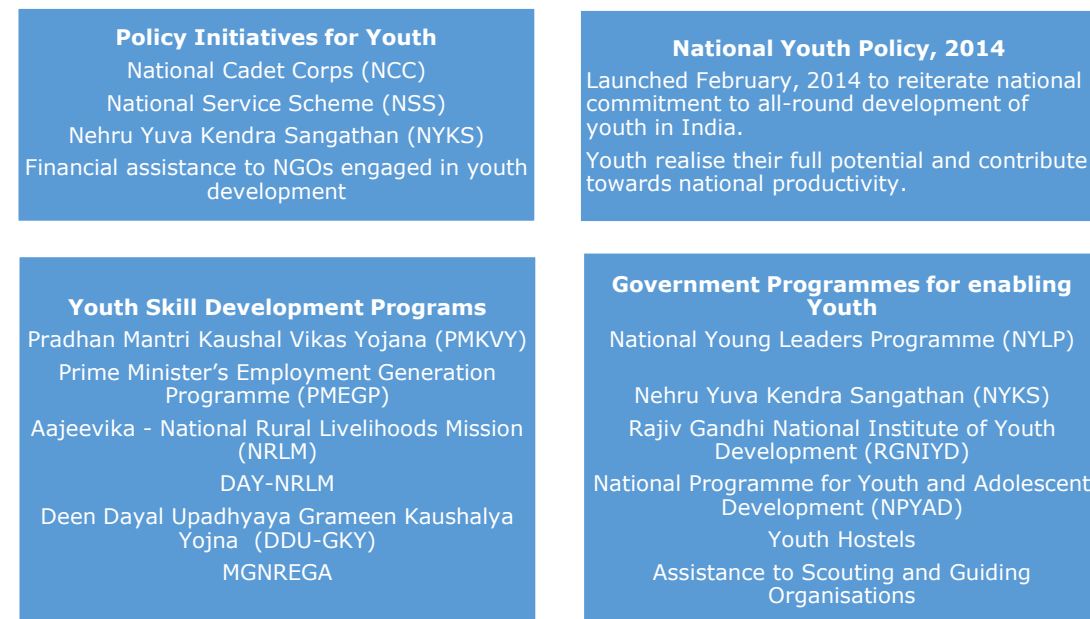 Policy Initiatives for Youth
National Cadet Corps (NCC)
National Service Scheme (NSS)
Nehru Yuva Kendra Sangathan (NYKS)
Financial assistance to NGOs engaged in youth
development
National Youth Policy, 2014
Launched February, 2014 to reiterate national
commitment to all-round development of
youth in India.
Youth realise their full potential and contribute
towards national productivity.
Youth Skill Development Programs
Pradhan Mantri Kaushal Vikas Yojana (PMKVY)
Prime Minister’s Employment Generation
Programme (PMEGP)
Aajeevika - National Rural Livelihoods Mission
(NRLM)
DAY-NRLM
Deen Dayal Upadhyaya Grameen Kaushalya
Yojna (DDU-GKY)
MGNREGA
Government Programmes for enabling
Youth
National Young Leaders Programme (NYLP)
Nehru Yuva Kendra Sangathan (NYKS)
Rajiv Gandhi National Institute of Youth
Development (RGNIYD)
National Programme for Youth and Adolescent
Development (NPYAD)
Youth Hostels
Assistance to Scouting and Guiding
Organisations